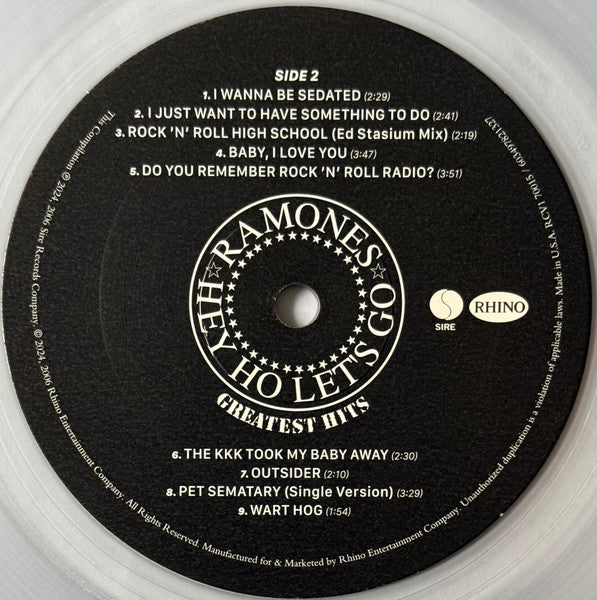 SIDE 2
1. I WANNA BE SEDATED (2:29)
2. I JUST WANT TO HAVE SOMETHING TO DO (2:41)
3. ROCK 'N' ROLL HIGH SCHOOL (Ed Stasium Mix) (2:19)
4. BABY, I LOVE YOU (3:47)
5. DO YOU REMEMBER ROCK 'N' ROLL RADIO? (3:51)
RAMONES
HEY HO LET'S GO
GREATEST HITS
S
SIRE
RHINO
6. THE KKK TOOK MY BABY AWAY (2:30)
7. OUTSIDER (2:10)
8. PET SEMATARY (Single Version) (3:29)
9. WART HOG (1:54)
This Compilation ℗ 2024, 2006 Sire Records Company. © 2024, 2006 Rhino Entertainment Company. All Rights Reserved. Manufactured for & Marketed by Rhino Entertainment Company. Unauthorized duplication is a violation of applicable laws. Made in U.S.A. RCV1 70015 / 603497821327